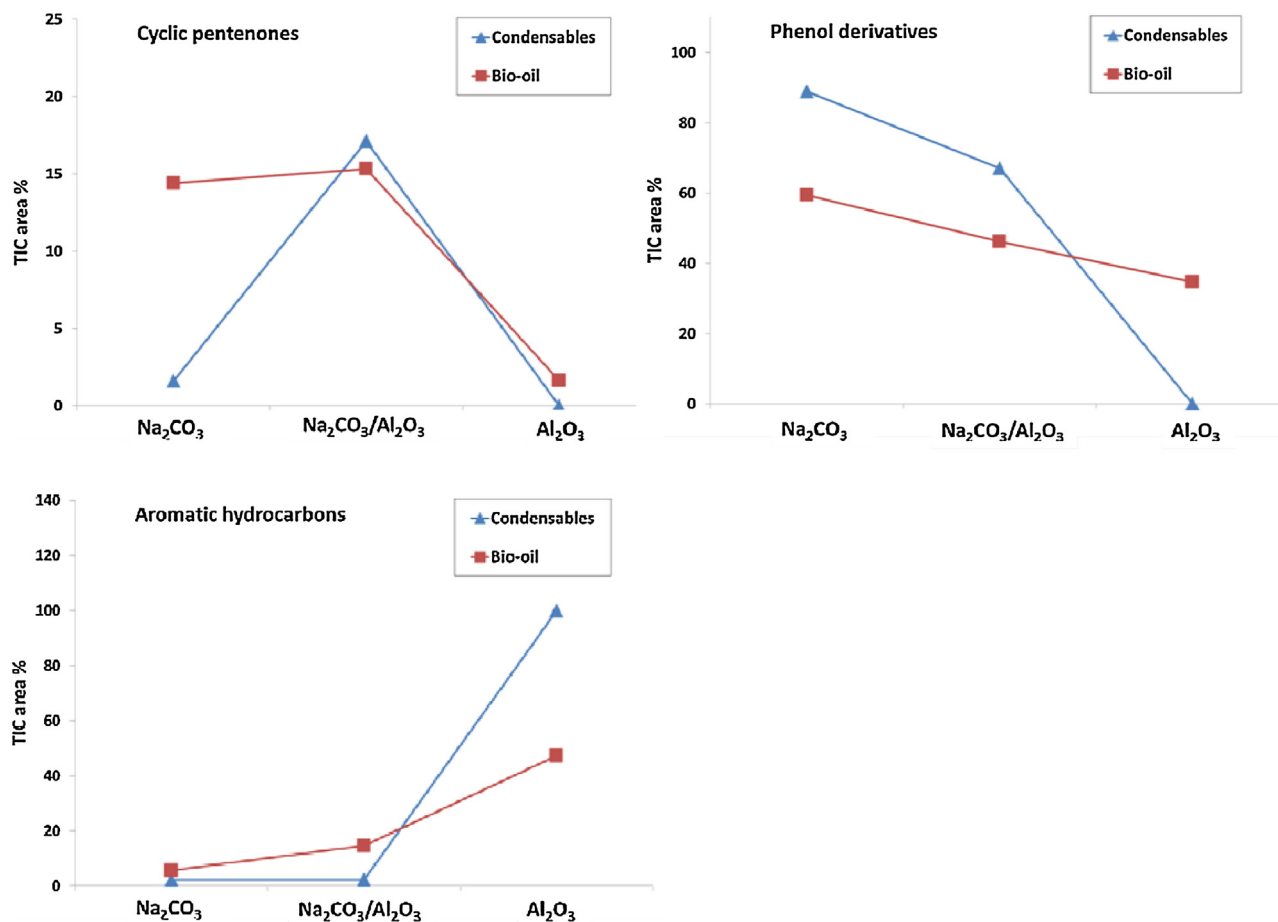 Cyclic pentenones
Condensables
Bio-oil
25
20
15
10
5
0
TIC area %
Na₂CO₃
Na₂CO₃/Al₂O₃
Al₂O₃
Phenol derivatives
Condensables
Bio-oil
100
80
60
40
20
0
TIC area %
Na₂CO₃
Na₂CO₃/Al₂O₃
Al₂O₃
Aromatic hydrocarbons
Condensables
Bio-oil
140
120
100
80
60
40
20
0
TIC area %
Na₂CO₃
Na₂CO₃/Al₂O₃
Al₂O₃